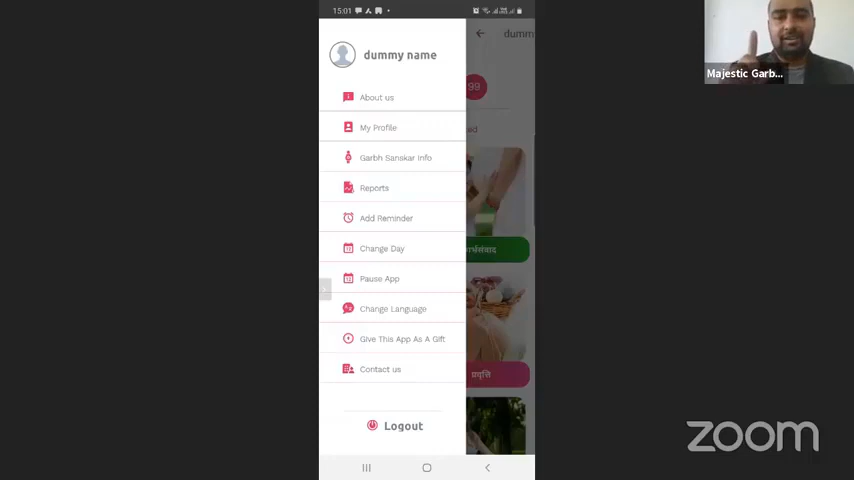 15:01
dummy name
dumm
99
About us
My Profile
Garbh Sanskar Info
Reports
Add Reminder
Change Day
Pause App
Change Language
Give This App As A Gift
Contact us
Logout
Majestic Garb...
zoom